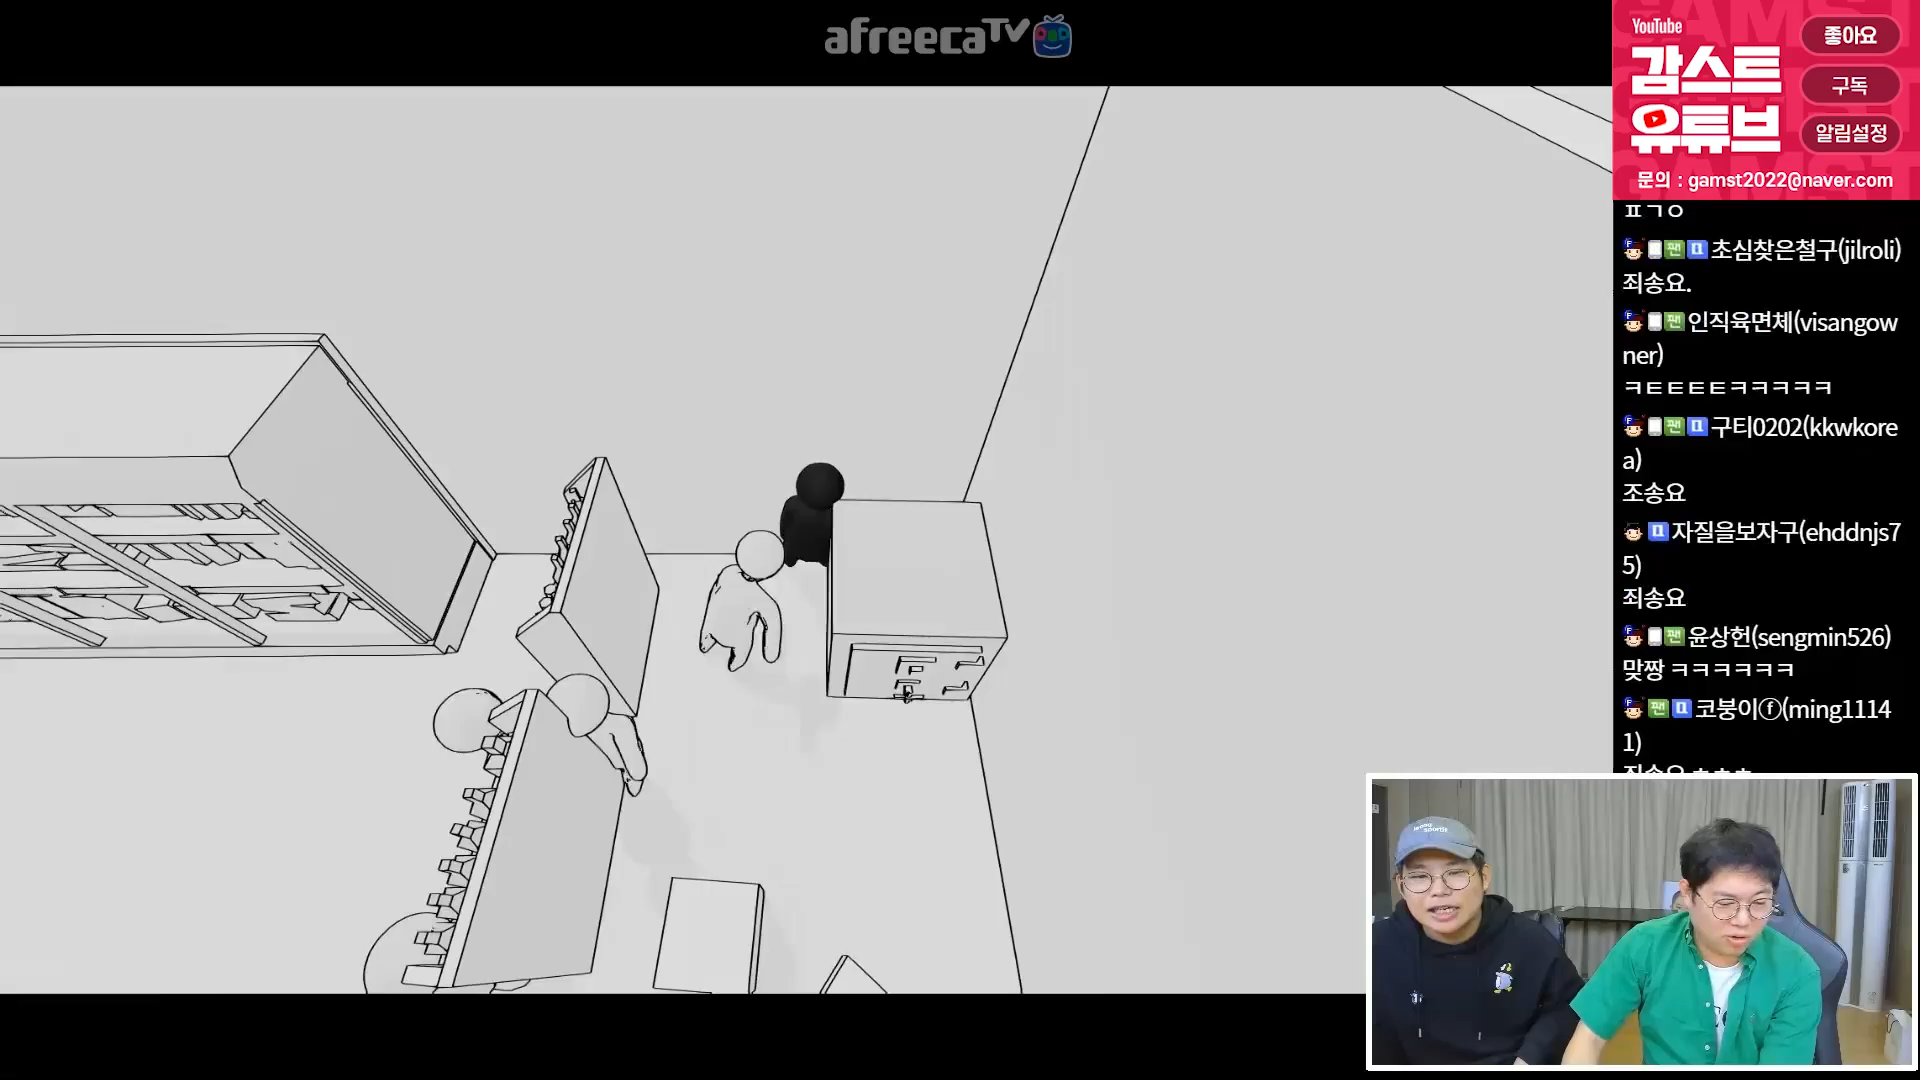 afreecaTV
YouTube
감스트
유튜브
좋아요
구독
알림설정
문의 : gamst2022@naver.com
ㅍㄱㅇ
초심찾은철구(jilroli)
죄송요.
인직육면체(visangow
ner)
ㅋㅌㅌㅌㅌㅋㅋㅋㅋㅋ
구티0202(kkwkore
a)
조송요
자질을보자구(ehddnjs7
5)
죄송요
윤상헌(sengmin526)
맞짱 ㅋㅋㅋㅋㅋㅋ
코붕이ⓕ(ming1114
1)